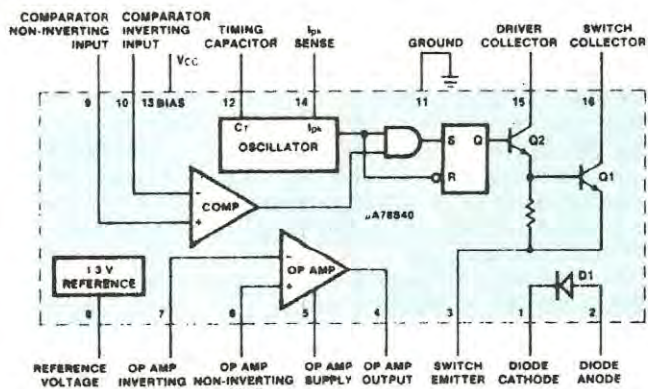 COMPARATOR
NON-INVERTING
INPUT
COMPARATOR
INVERTING
INPUT
VCC
TIMING
CAPACITOR
Ipk
SENSE
GROUND
DRIVER
COLLECTOR
SWITCH
COLLECTOR
9
10
13 BIAS
12
14
11
15
16
CT
Ipk
OSCILLATOR
S
Q
R
Q2
Q1
-
+
COMP
µA78S40
1 3 V
REFERENCE
-
+
OP AMP
D1
8
7
6
5
4
3
1
2
REFERENCE
VOLTAGE
OP AMP
INVERTING
OP AMP
NON-INVERTING
OP AMP
SUPPLY
OP AMP
OUTPUT
SWITCH
EMITTER
DIODE
CATHODE
DIODE
ANODE